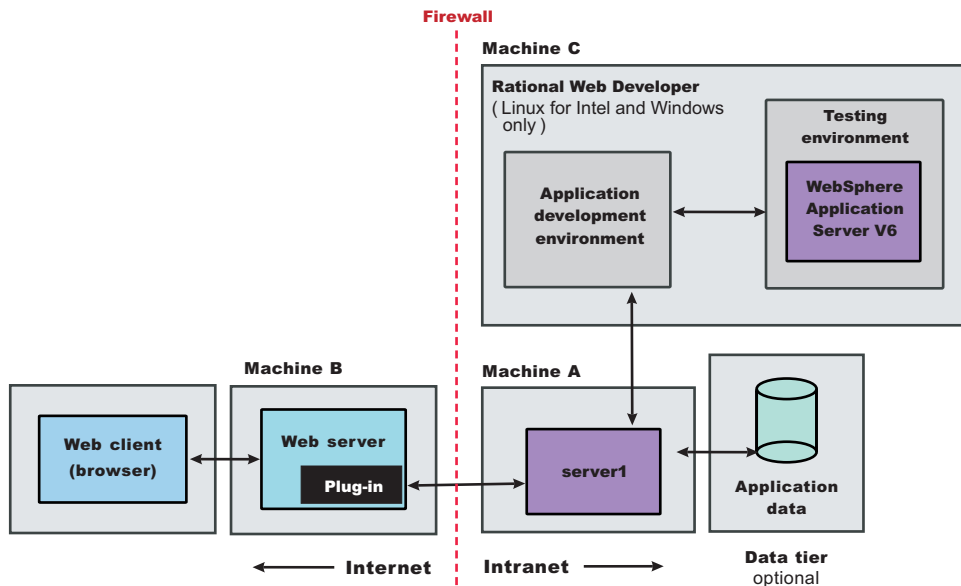 Firewall
Machine C
Rational Web Developer
( Linux for Intel and Windows
only )
Testing
environment
WebSphere
Application
Server V6
Application
development
environment
Machine B
Machine A
Web client
(browser)
Web server
Plug-in
server1
Application
data
Internet
Intranet
Data tier
optional